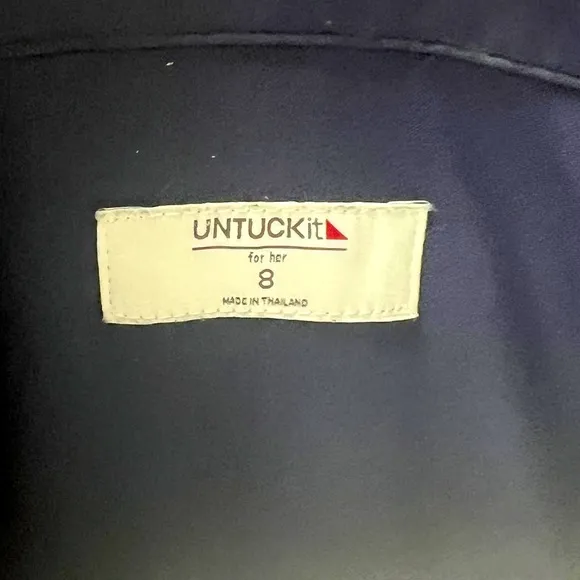 UNTUCKit
for her
8
MADE IN THAILAND